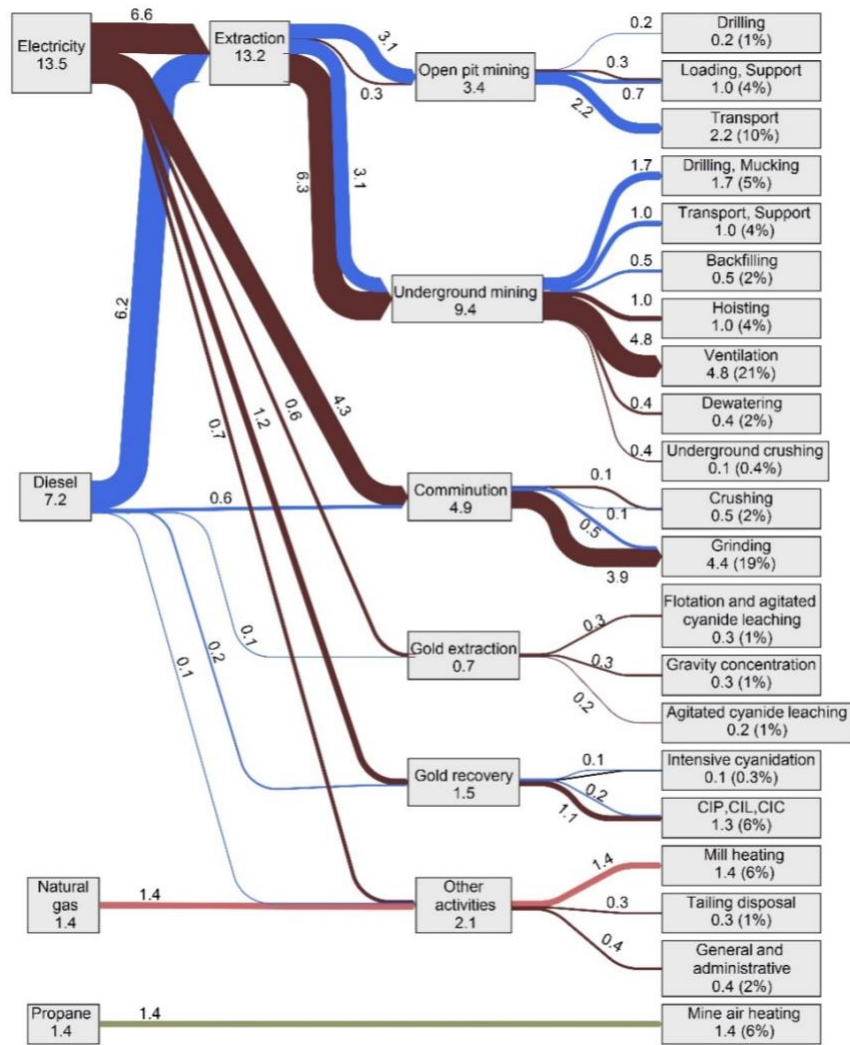 Electricity
13.5
6.6
Extraction
13.2
3.1
0.3
Open pit mining
3.4
0.2
Drilling
0.2 (1%)
0.3
0.7
Loading, Support
1.0 (4%)
2.2
Transport
2.2 (10%)
6.3
3.1
Underground mining
9.4
1.7
Drilling, Mucking
1.7 (5%)
1.0
Transport, Support
1.0 (4%)
0.5
Backfilling
0.5 (2%)
1.0
Hoisting
1.0 (4%)
4.8
Ventilation
4.8 (21%)
0.4
Dewatering
0.4 (2%)
0.4
Underground crushing
0.1 (0.4%)
6.2
4.3
0.6
1.2
0.7
Diesel
7.2
0.6
Comminution
4.9
0.1
0.1
Crushing
0.5 (2%)
0.5
3.9
Grinding
4.4 (19%)
0.1
0.2
0.1
Gold extraction
0.7
0.3
Flotation and agitated
cyanide leaching
0.3 (1%)
0.3
Gravity concentration
0.3 (1%)
0.2
Agitated cyanide leaching
0.2 (1%)
Gold recovery
1.5
0.1
Intensive cyanidation
0.1 (0.3%)
0.2
1.1
CIP,CIL,CIC
1.3 (6%)
Natural
gas
1.4
1.4
Other
activities
2.1
1.4
Mill heating
1.4 (6%)
0.3
Tailing disposal
0.3 (1%)
0.4
General and
administrative
0.4 (2%)
Propane
1.4
1.4
Mine air heating
1.4 (6%)